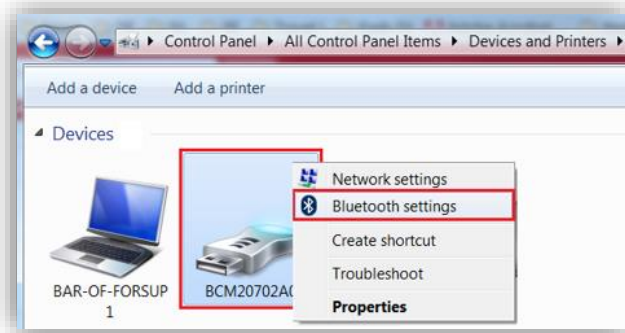 Control Panel ▸ All Control Panel Items ▸ Devices and Printers ▸
Add a device Add a printer
Devices
Network settings
Bluetooth settings
Create shortcut
Troubleshoot
Properties
BAR-OF-FORSUP
1
BCM20702A0